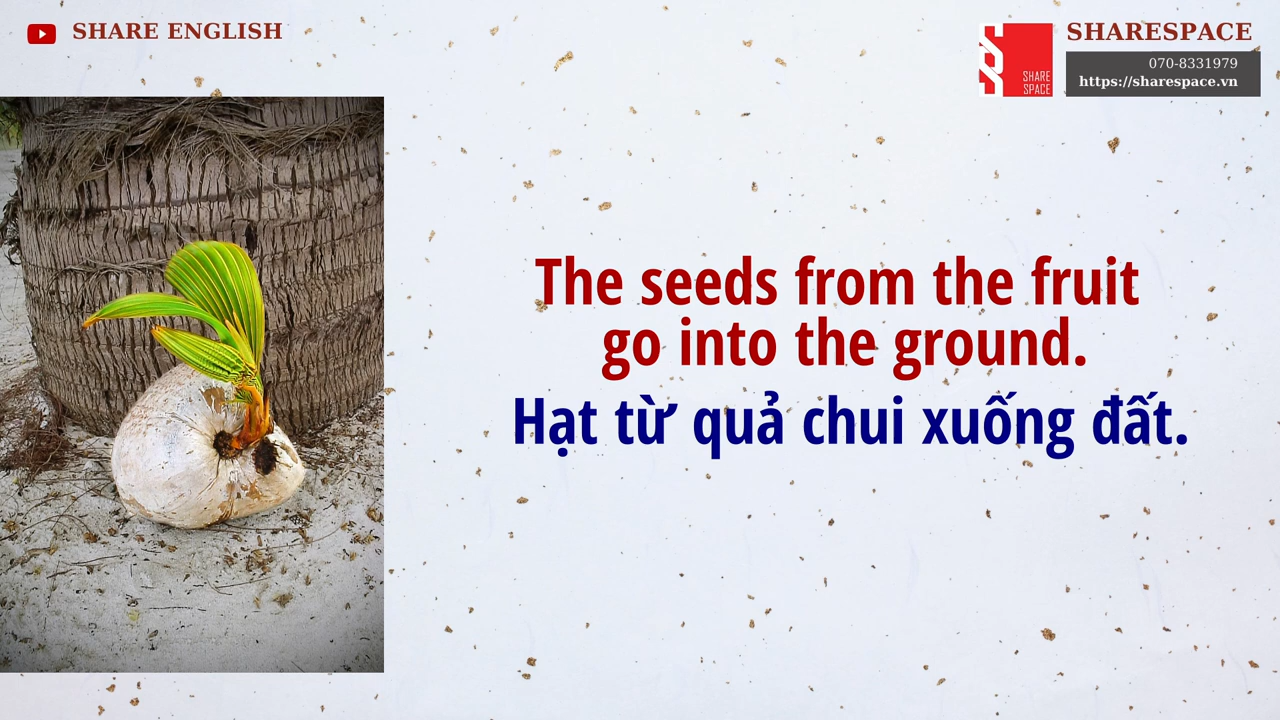 SHARE ENGLISH
SHARESPACE
070-8331979
https://sharespace.vn
SHARE
SPACE
The seeds from the fruit
go into the ground.
Hạt từ quả chui xuống đất.